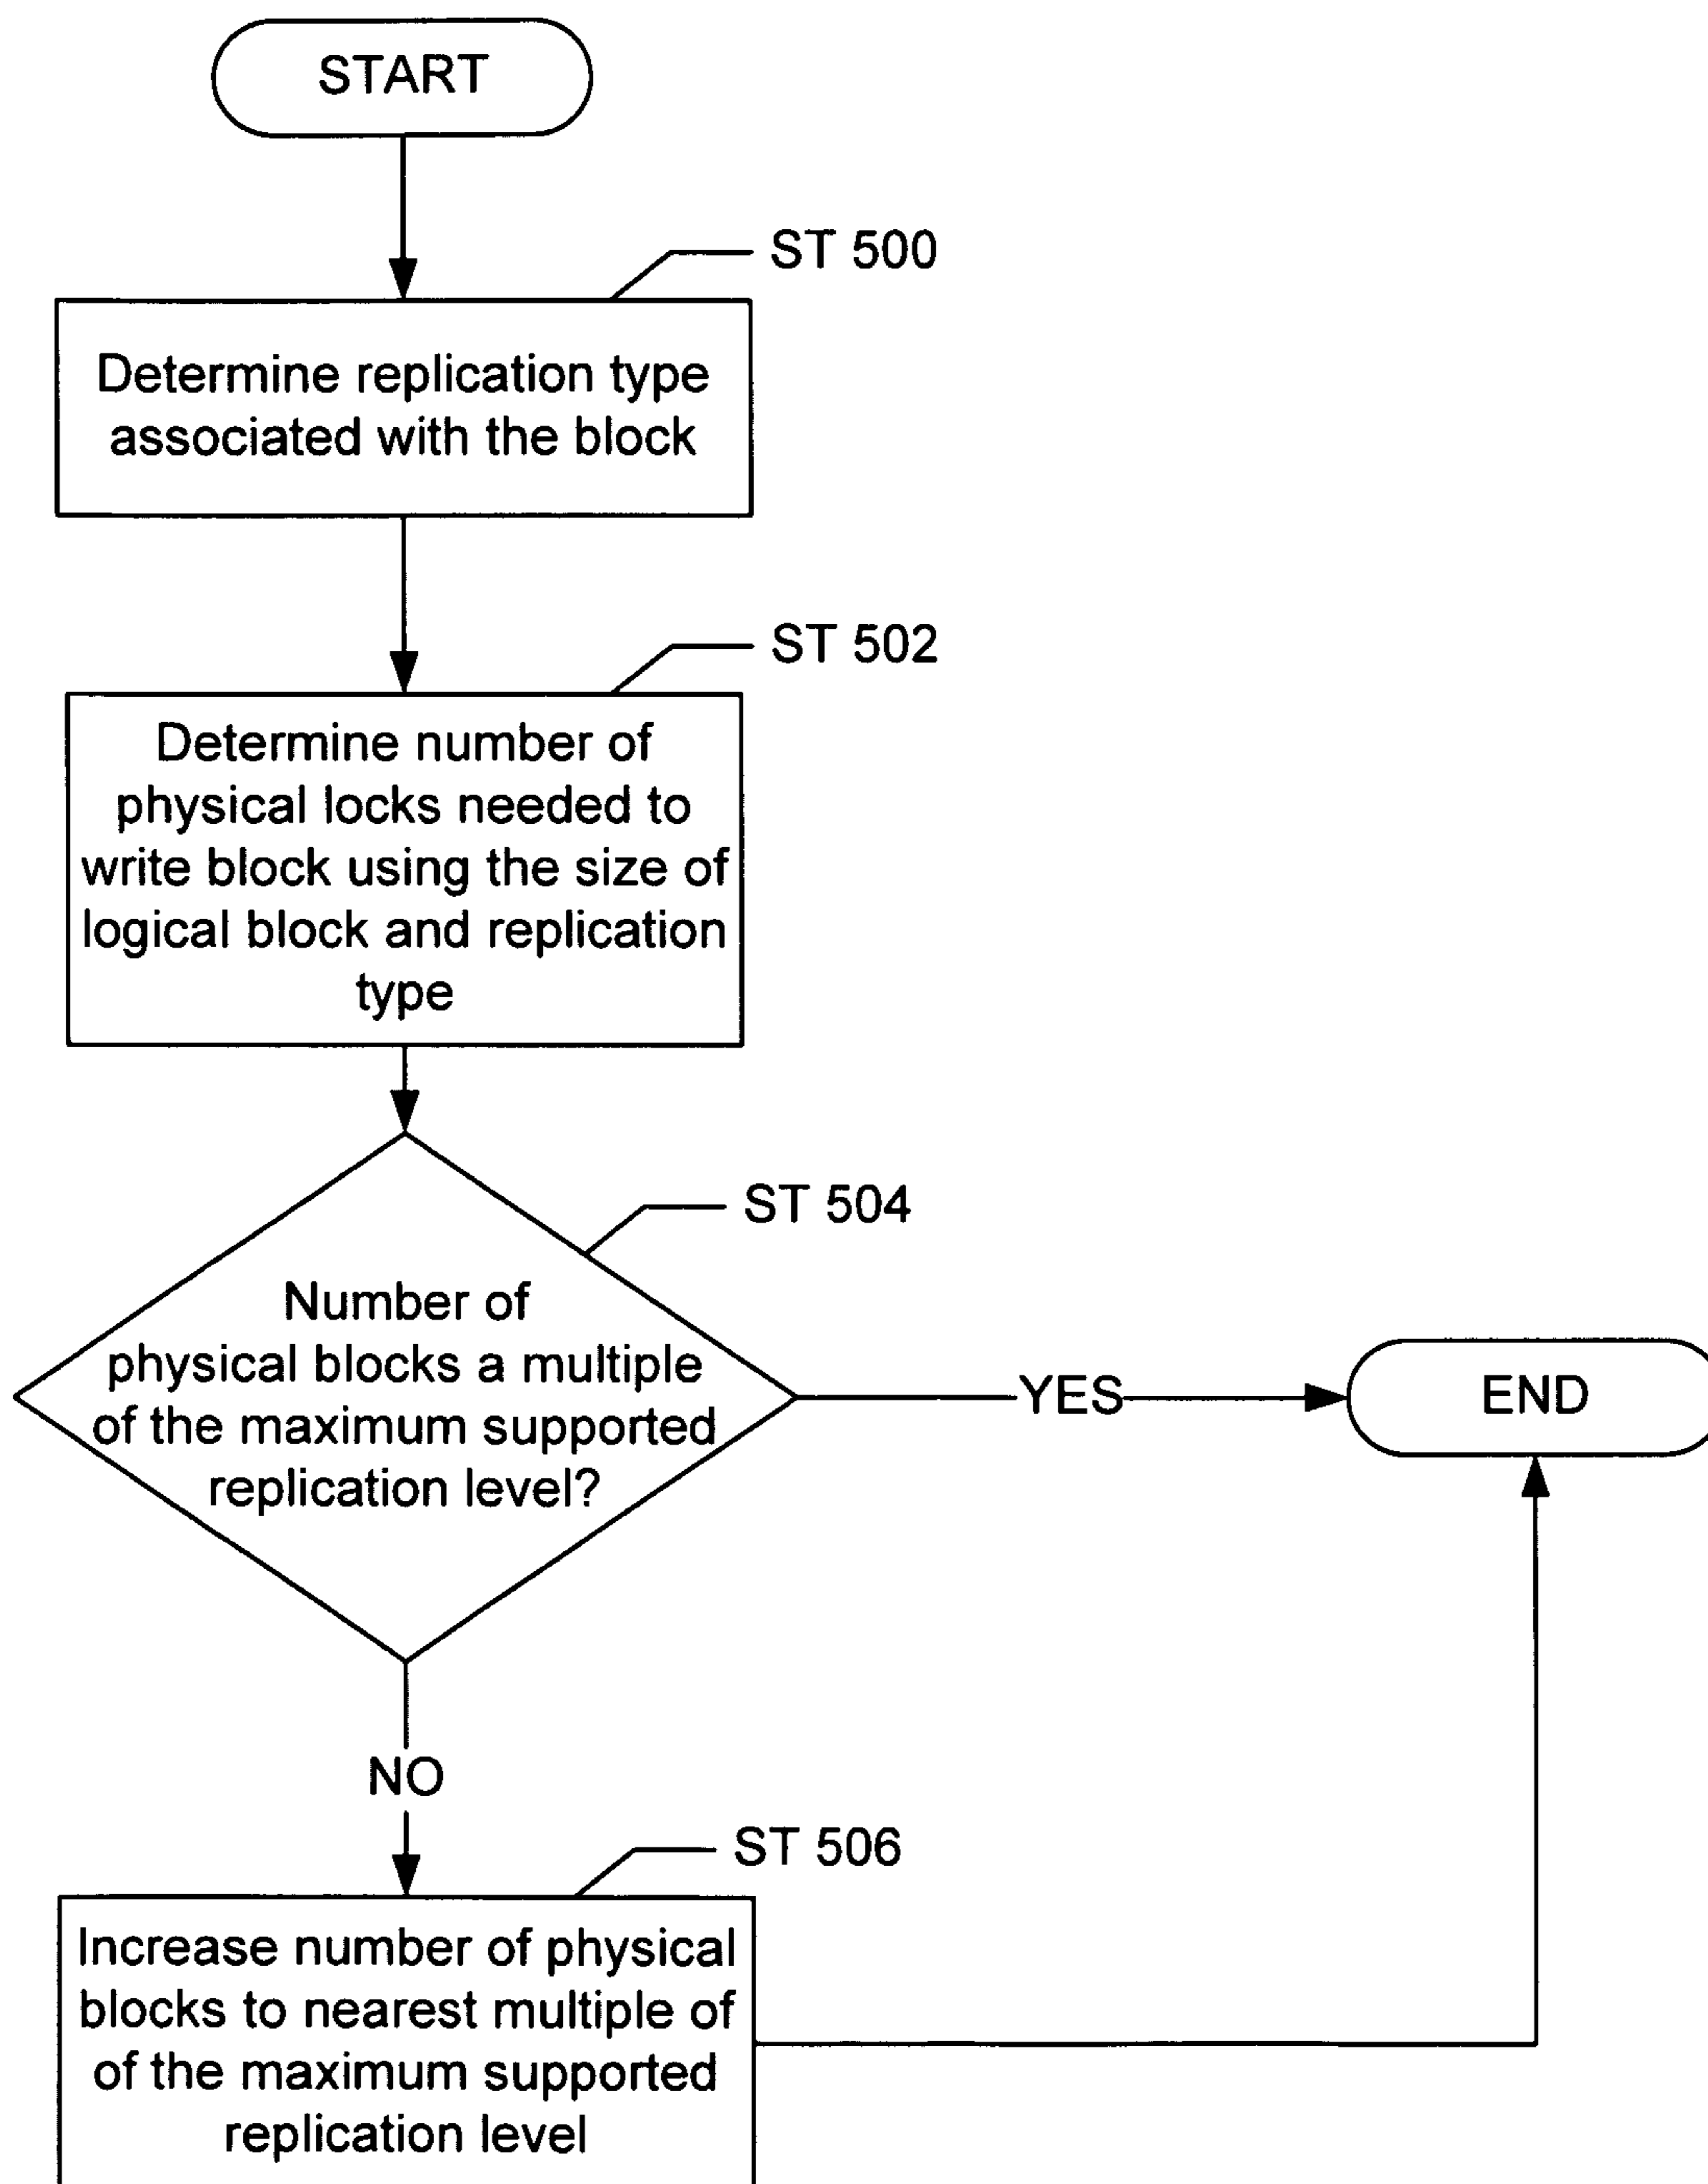 START
ST 500
Determine replication type
associated with the block
ST 502
Determine number of
physical locks needed to
write block using the size of
logical block and replication
type
ST 504
Number of
physical blocks a multiple
of the maximum supported
replication level?
YES
END
NO
ST 506
Increase number of physical
blocks to nearest multiple of
of the maximum supported
replication level